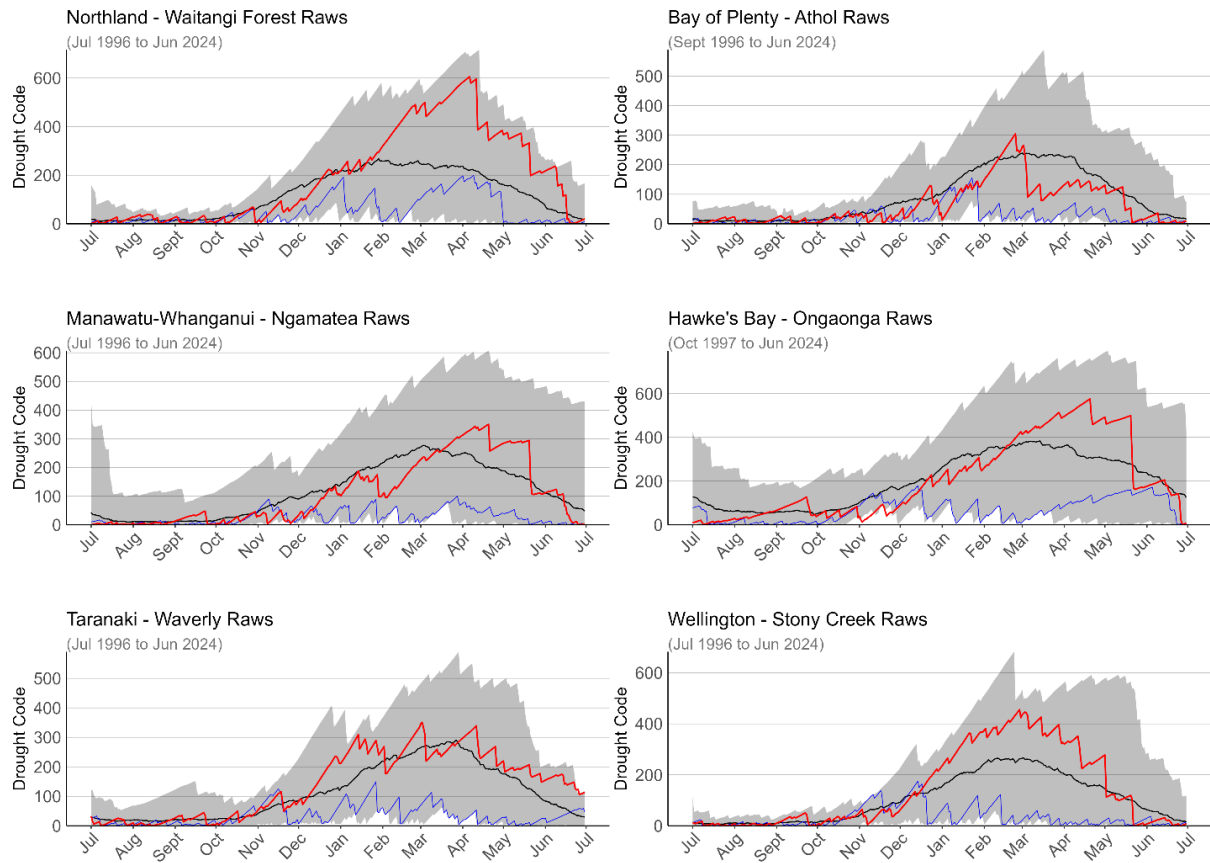 Northland - Waitangi Forest Raws
(Jul 1996 to Jun 2024)
Drought Code
600
400
200
0
Jul Aug Sept Oct Nov Dec Jan Feb Mar Apr May Jun Jul
Bay of Plenty - Athol Raws
(Sept 1996 to Jun 2024)
Drought Code
500
400
300
200
100
0
Jul Aug Sept Oct Nov Dec Jan Feb Mar Apr May Jun Jul
Manawatu-Whanganui - Ngamatea Raws
(Jul 1996 to Jun 2024)
Drought Code
600
500
400
300
200
100
0
Jul Aug Sept Oct Nov Dec Jan Feb Mar Apr May Jun Jul
Hawke's Bay - Ongaonga Raws
(Oct 1997 to Jun 2024)
Drought Code
600
400
200
0
Jul Aug Sept Oct Nov Dec Jan Feb Mar Apr May Jun Jul
Taranaki - Waverly Raws
(Jul 1996 to Jun 2024)
Drought Code
500
400
300
200
100
0
Jul Aug Sept Oct Nov Dec Jan Feb Mar Apr May Jun Jul
Wellington - Stony Creek Raws
(Jul 1996 to Jun 2024)
Drought Code
600
400
200
0
Jul Aug Sept Oct Nov Dec Jan Feb Mar Apr May Jun Jul